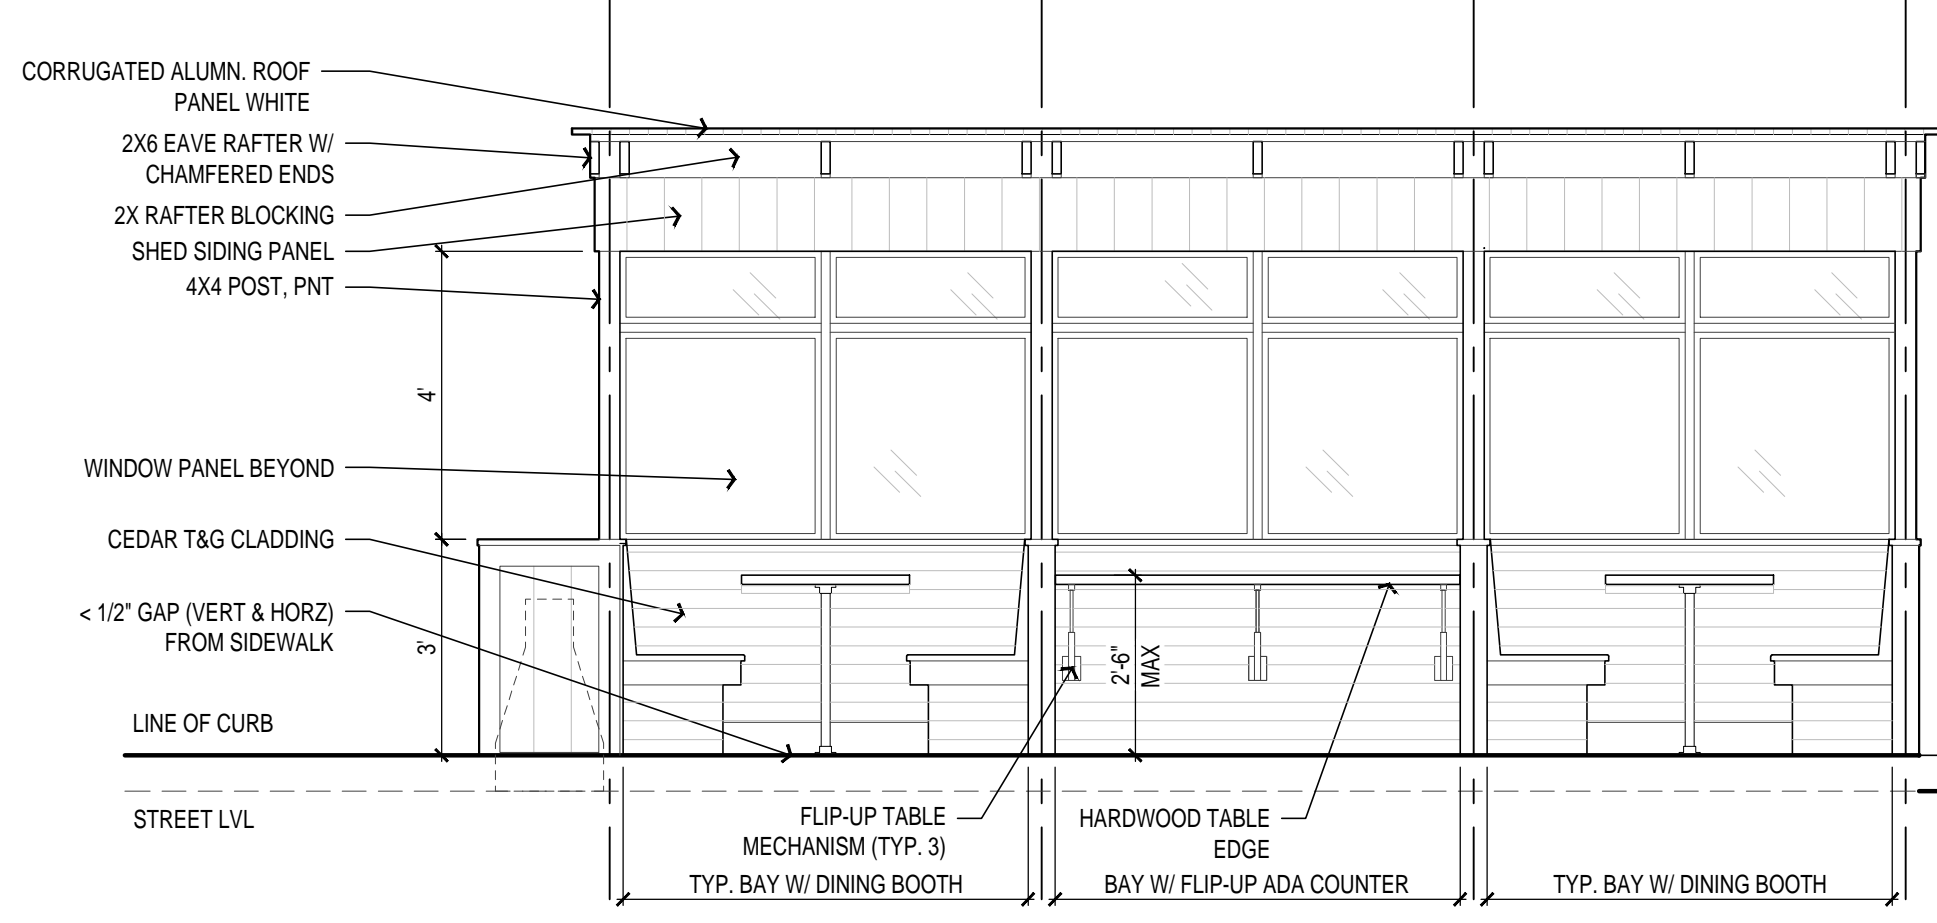 CORRUGATED ALUMN. ROOF
PANEL WHITE
2X6 EAVE RAFTER W/
CHAMFERED ENDS
2X RAFTER BLOCKING
SHED SIDING PANEL
4X4 POST, PNT
4'
WINDOW PANEL BEYOND
CEDAR T&G CLADDING
< 1/2" GAP (VERT & HORZ)
FROM SIDEWALK
3'
2'-6"
MAX
LINE OF CURB
STREET LVL
FLIP-UP TABLE
MECHANISM (TYP. 3)
HARDWOOD TABLE
EDGE
TYP. BAY W/ DINING BOOTH
BAY W/ FLIP-UP ADA COUNTER
TYP. BAY W/ DINING BOOTH